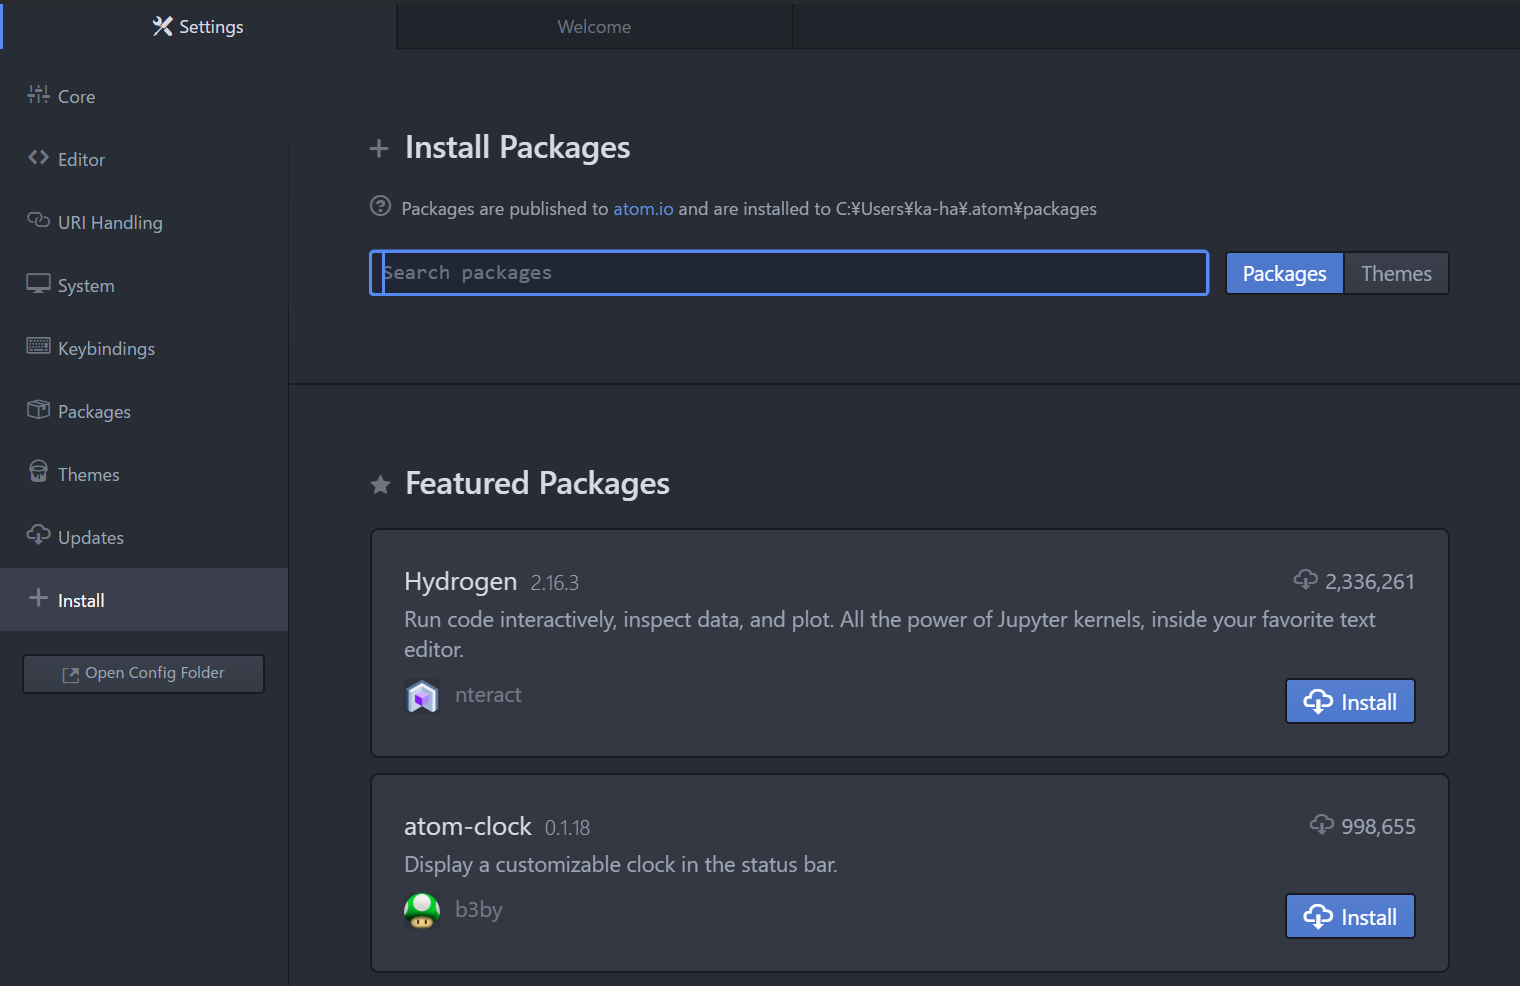 Settings
Welcome
Core
Editor
URI Handling
System
Keybindings
Packages
Themes
Updates
Install
Open Config Folder
Install Packages
Packages are published to atom.io and are installed to C:¥Users¥ka-ha¥.atom¥packages
Search packages
Packages
Themes
Featured Packages
Hydrogen 2.16.3
2,336,261
Run code interactively, inspect data, and plot. All the power of Jupyter kernels, inside your favorite text
editor.
nteract
Install
atom-clock 0.1.18
998,655
Display a customizable clock in the status bar.
b3by
Install